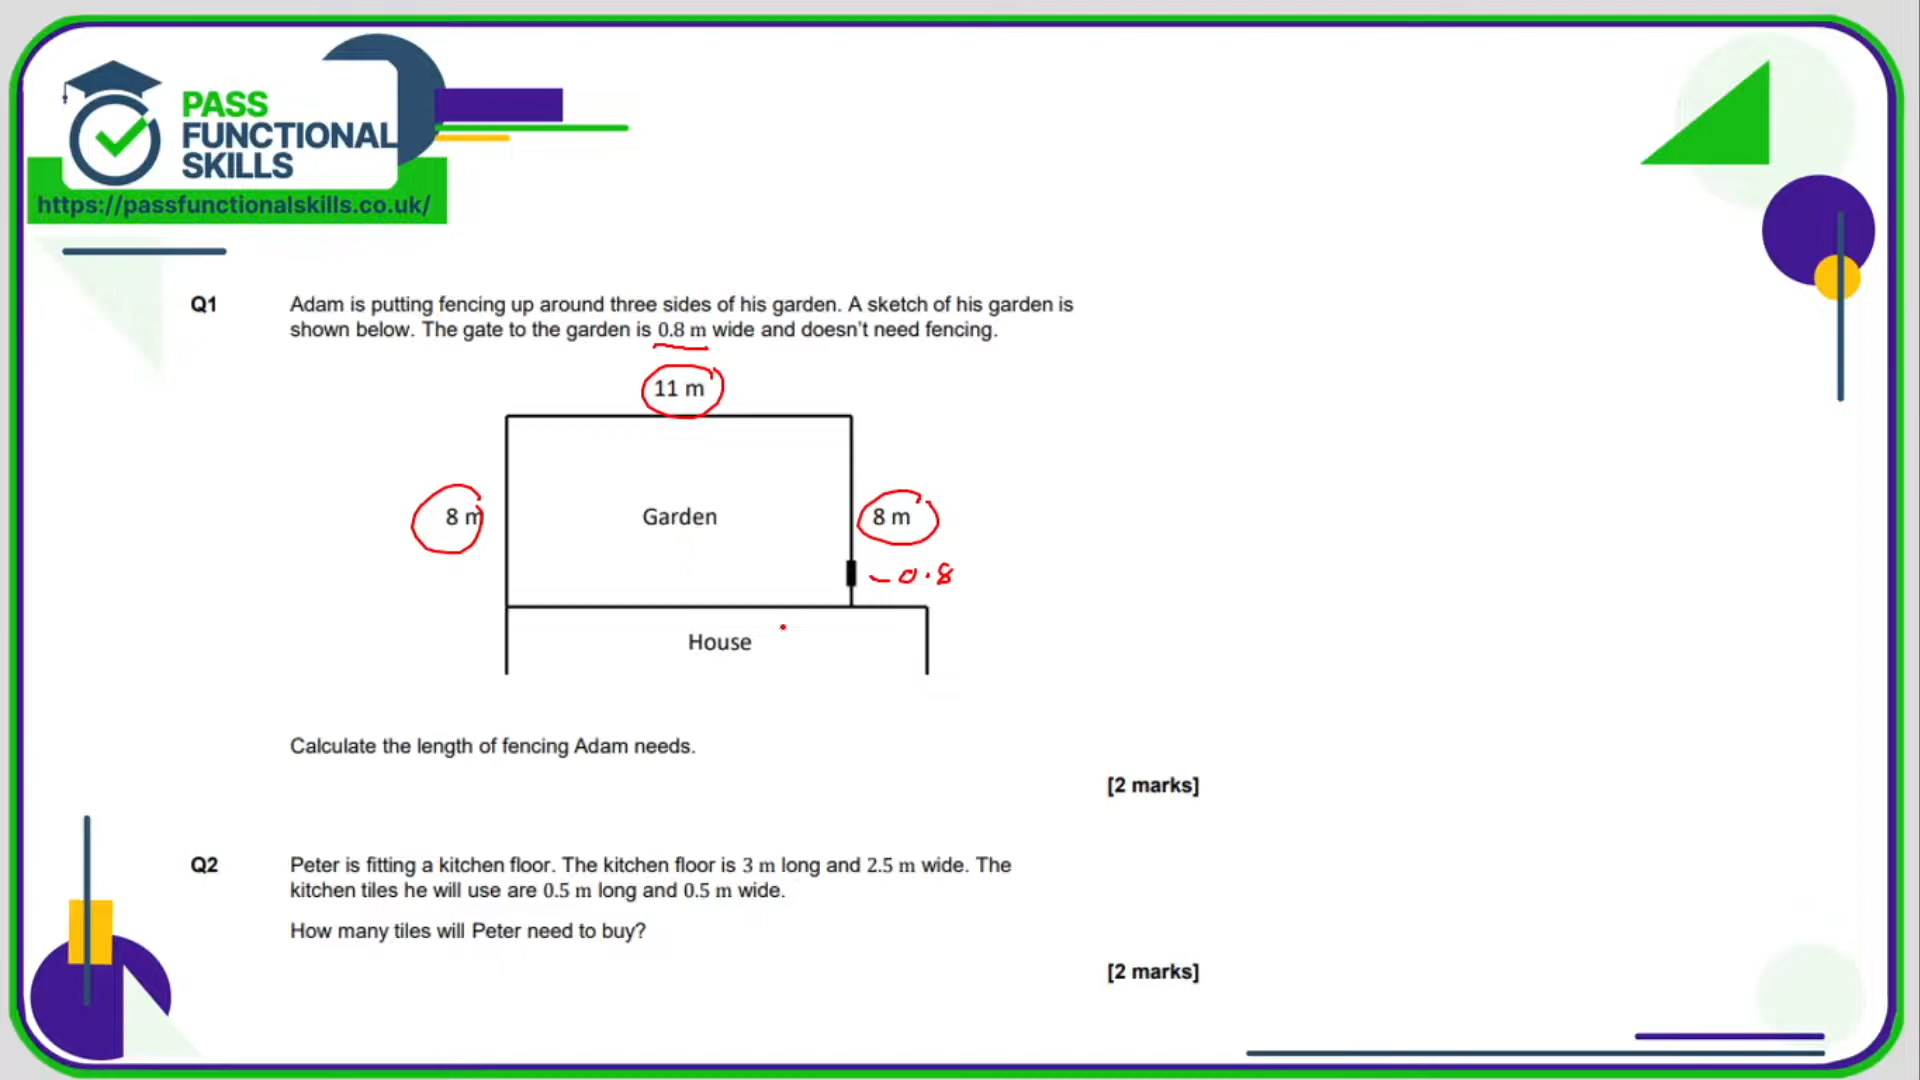 PASS
FUNCTIONAL
SKILLS
https://passfunctionalskills.co.uk/
Q1 Adam is putting fencing up around three sides of his garden. A sketch of his garden is
shown below. The gate to the garden is 0.8 m wide and doesn't need fencing.
11 m
8 m Garden 8 m
- 0.8
House
Calculate the length of fencing Adam needs.
[2 marks]
Q2 Peter is fitting a kitchen floor. The kitchen floor is 3 m long and 2.5 m wide. The
kitchen tiles he will use are 0.5 m long and 0.5 m wide.
How many tiles will Peter need to buy?
[2 marks]